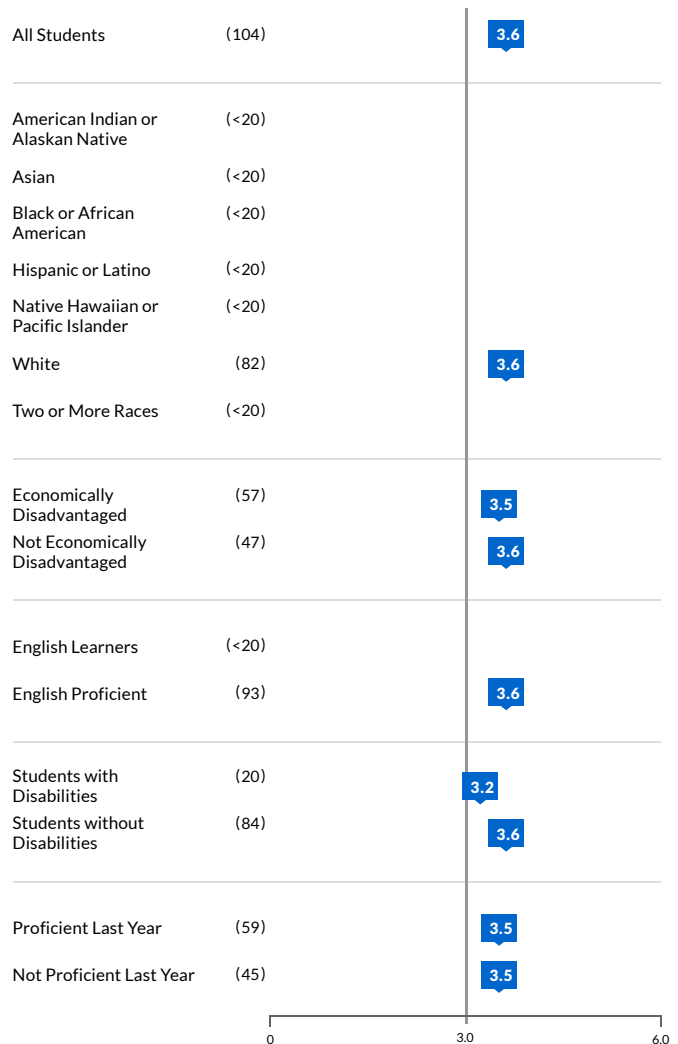 All Students (104) 3.6
American Indian or (<20)
Alaskan Native
Asian (<20)
Black or African (<20)
American
Hispanic or Latino (<20)
Native Hawaiian or (<20)
Pacific Islander
White (82) 3.6
Two or More Races (<20)
Economically (57) 3.5
Disadvantaged
Not Economically (47) 3.6
Disadvantaged
English Learners (<20)
English Proficient (93) 3.6
Students with (20) 3.2
Disabilities
Students without (84) 3.6
Disabilities
Proficient Last Year (59) 3.5
Not Proficient Last Year (45) 3.5
0 3.0 6.0